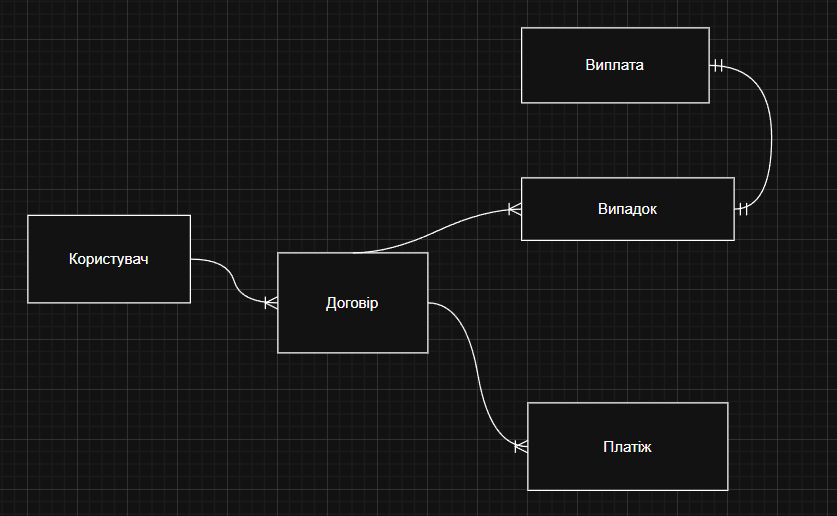 Виплата
Випадок
Користувач
Договір
Платіж